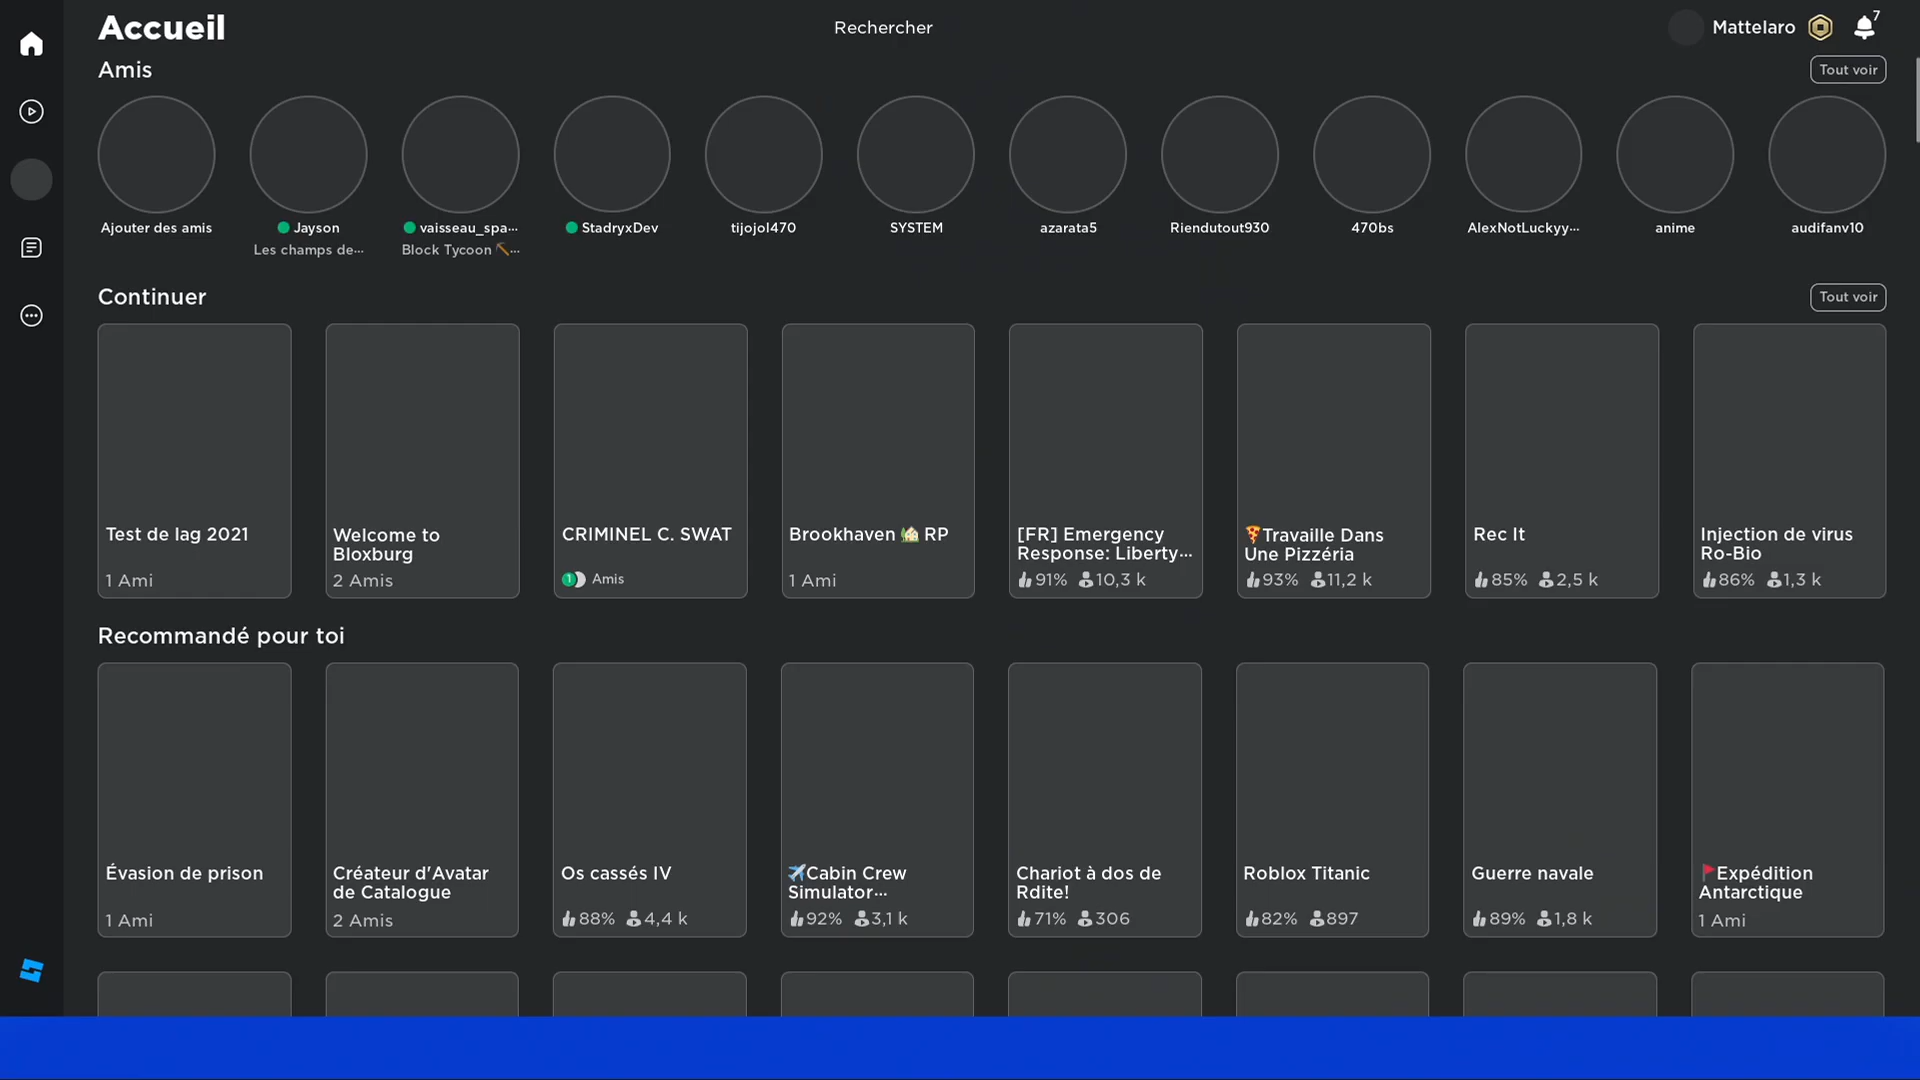 Accueil
Rechercher
Mattelaro
7
Amis
Tout voir
Ajouter des amis
Jayson
Les champs de...
vaisseau_spa...
Block Tycoon ⛏️...
StadryxDev
tijojol470
SYSTEM
azarata5
Riendutout930
470bs
AlexNotLuckyy...
anime
audifanv10
Continuer
Tout voir
Test de lag 2021
1 Ami
Welcome to
Bloxburg
2 Amis
CRIMINEL C. SWAT
1 Amis
Brookhaven 🏡 RP
1 Ami
[FR] Emergency
Response: Liberty...
91% 10,3 k
🍕Travaille Dans
Une Pizzéria
93% 11,2 k
Rec It
85% 2,5 k
Injection de virus
Ro-Bio
86% 1,3 k
Recommandé pour toi
Évasion de prison
1 Ami
Créateur d'Avatar
de Catalogue
2 Amis
Os cassés IV
88% 4,4 k
✈️Cabin Crew
Simulator...
92% 3,1 k
Chariot à dos de
Rdite!
71% 306
Roblox Titanic
82% 897
Guerre navale
89% 1,8 k
🚩Expédition
Antarctique
1 Ami